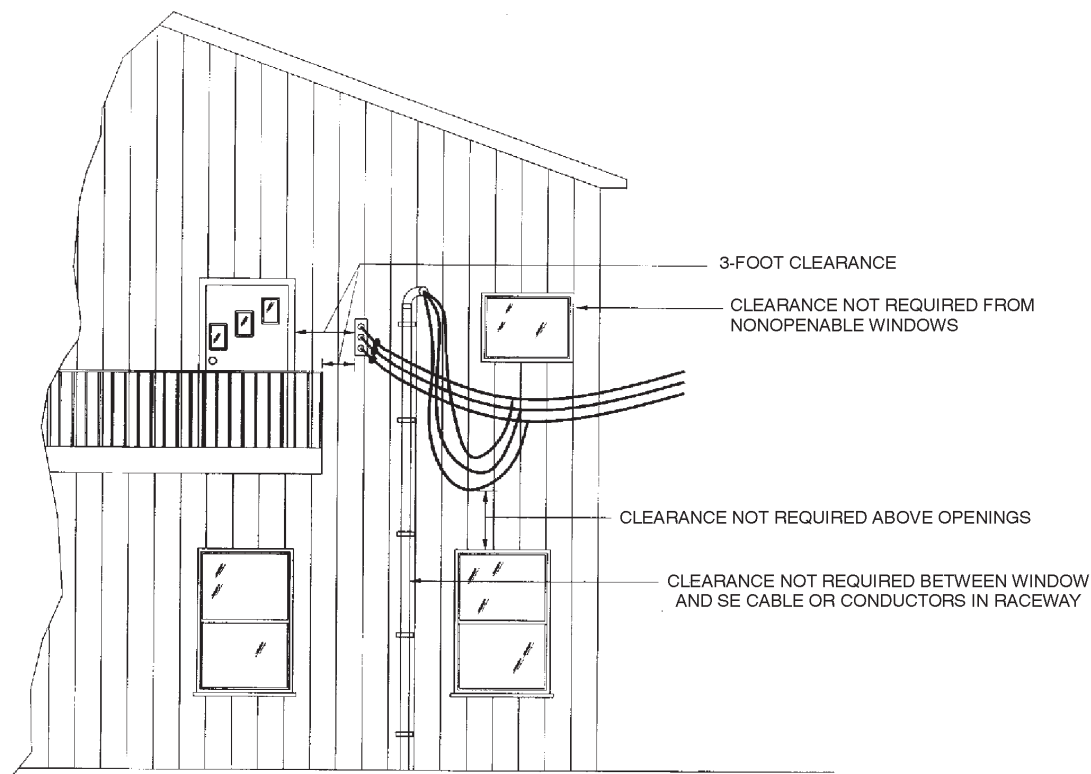 3-FOOT CLEARANCE
CLEARANCE NOT REQUIRED FROM
NONOPENABLE WINDOWS
CLEARANCE NOT REQUIRED ABOVE OPENINGS
CLEARANCE NOT REQUIRED BETWEEN WINDOW
AND SE CABLE OR CONDUCTORS IN RACEWAY